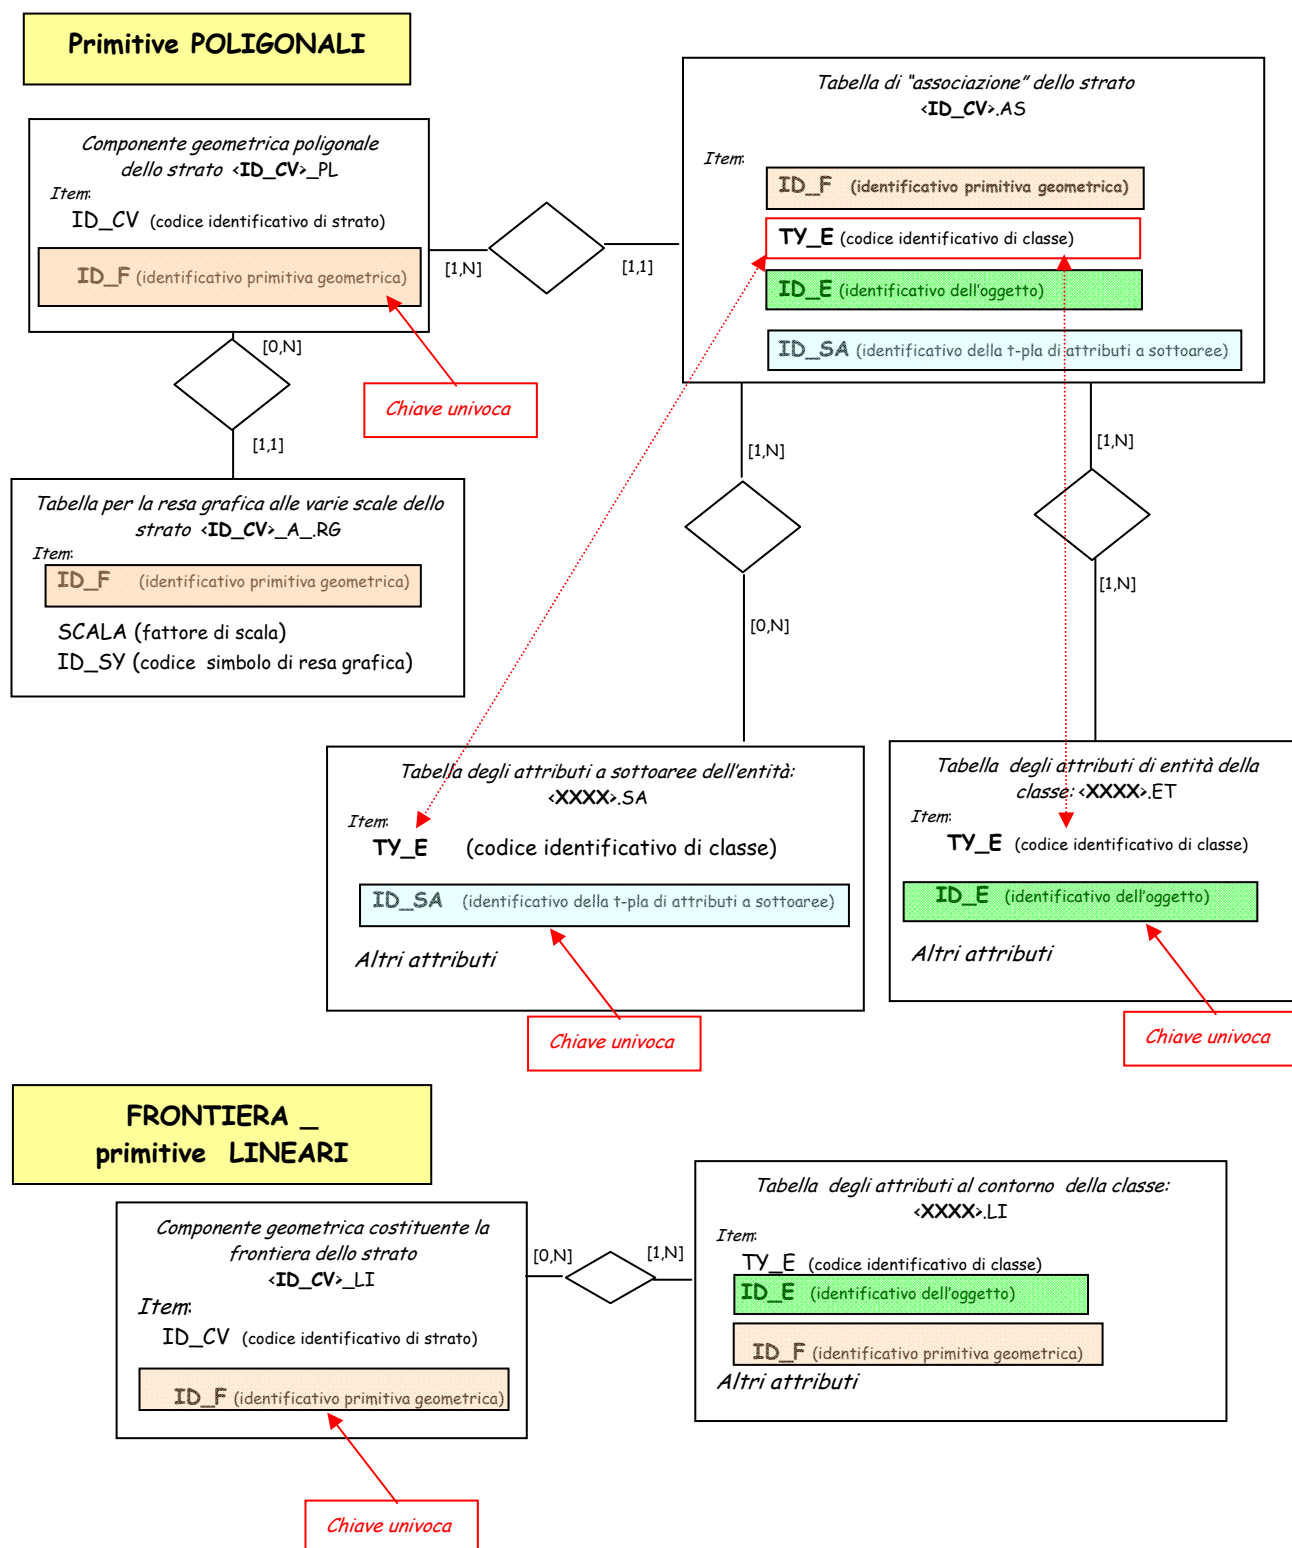 Primitive POLIGONALI
Tabella di "associazione" dello strato
<ID_CV>.AS
Item:
ID_F (identificativo primitiva geometrica)
TY_E (codice identificativo di classe)
ID_E (identificativo dell'oggetto)
ID_SA (identificativo della t-pla di attributi a sottoaree)
Componente geometrica poligonale
dello strato <ID_CV>_PL
Item:
ID_CV (codice identificativo di strato)
ID_F (identificativo primitiva geometrica)
[1,N]
[1,1]
[0,N]
Chiave univoca
[1,1]
[1,N]
[1,N]
Tabella per la resa grafica alle varie scale dello
strato <ID_CV>_A_.RG
Item:
ID_F (identificativo primitiva geometrica)
SCALA (fattore di scala)
ID_SY (codice simbolo di resa grafica)
[0,N]
[1,N]
Tabella degli attributi a sottoaree dell'entità:
<XXXX>.SA
Item:
TY_E (codice identificativo di classe)
ID_SA (identificativo della t-pla di attributi a sottoaree)
Altri attributi
Chiave univoca
Tabella degli attributi di entità della
classe: <XXXX>.ET
Item:
TY_E (codice identificativo di classe)
ID_E (identificativo dell'oggetto)
Altri attributi
Chiave univoca
FRONTIERA _
primitive LINEARI
Componente geometrica costituente la
frontiera dello strato
<ID_CV>_LI
Item:
ID_CV (codice identificativo di strato)
ID_F (identificativo primitiva geometrica)
Chiave univoca
[0,N]
[1,N]
Tabella degli attributi al contorno della classe:
<XXXX>.LI
Item:
TY_E (codice identificativo di classe)
ID_E (identificativo dell'oggetto)
ID_F (identificativo primitiva geometrica)
Altri attributi